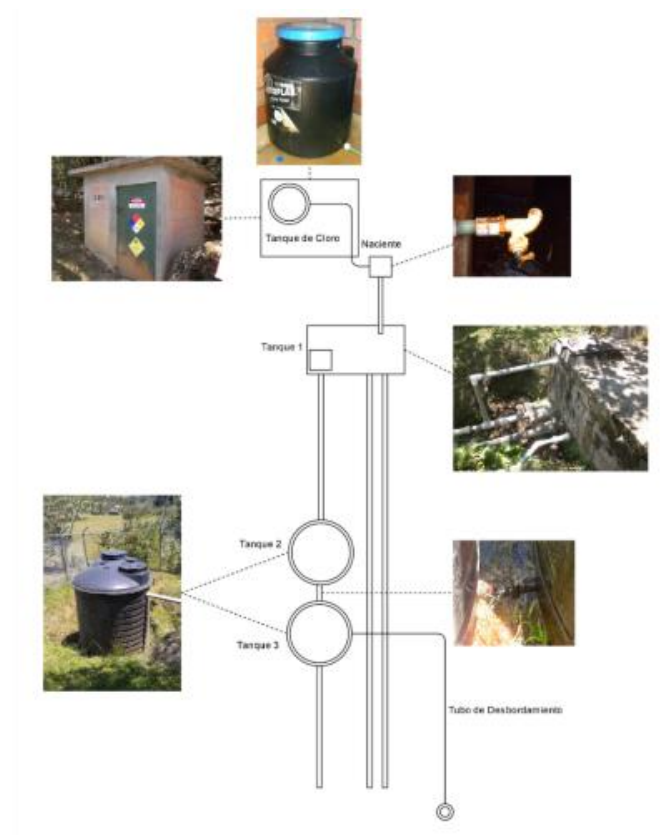 Tanque de Cloro
Naciente
Tanque 1
Tanque 2
Tanque 3
Tubo de Desbordamiento